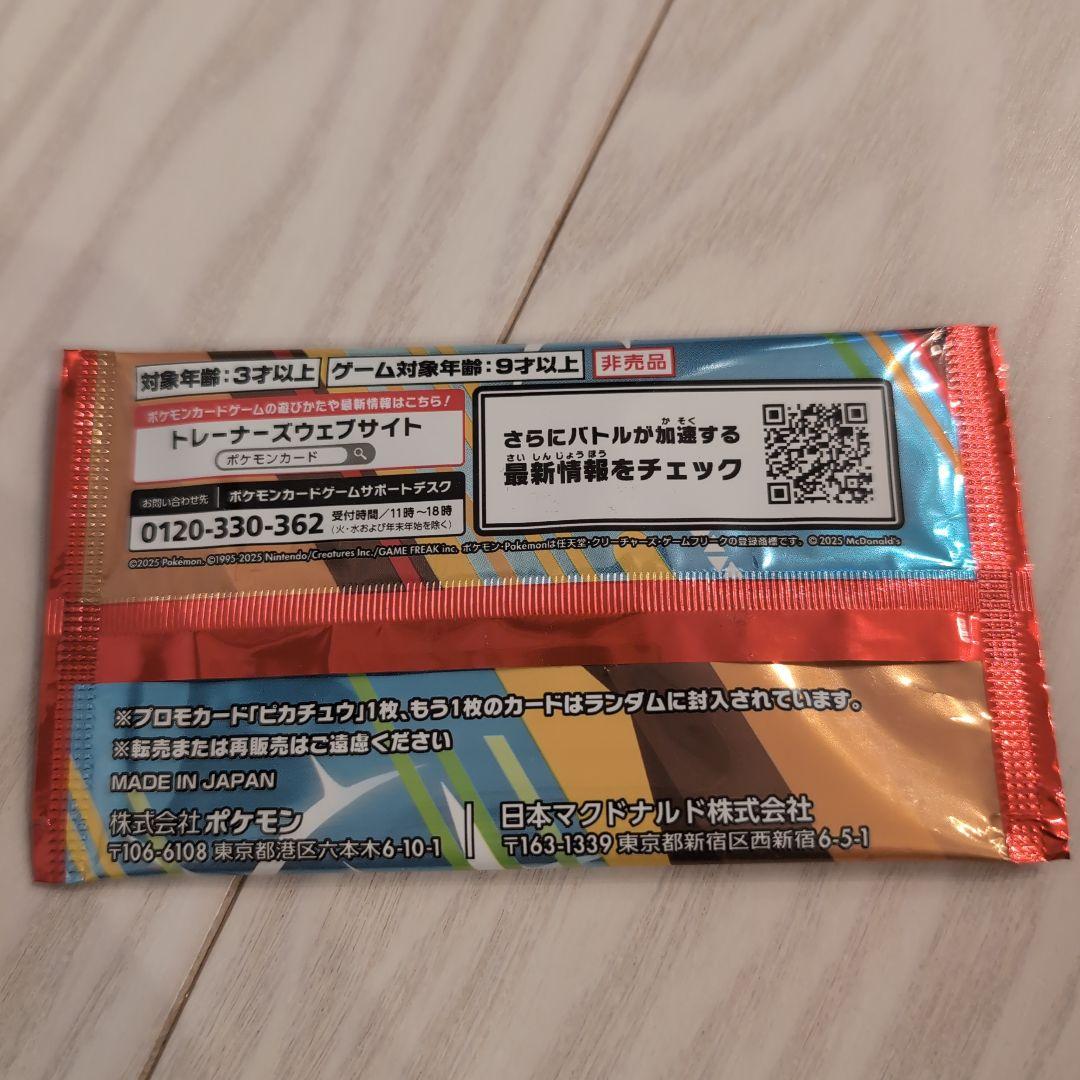 対象年齢:3才以上 ゲーム対象年齢:9才以上 非売品
ポケモンカードゲームの遊びかたや最新情報はこちら!
トレーナーズウェブサイト
ポケモンカード
お問い合わせ先 ポケモンカードゲームサポートデスク
0120-330-362 受付時間/11時~18時
(火・水および年末年始を除く)
かそく
さらにバトルが加速する
さいしんじょうほう
最新情報をチェック
©2025 Pokémon. ©1995-2025 Nintendo/Creatures Inc./GAME FREAK inc. ポケモン・Pokémonは任天堂・クリーチャーズ・ゲームフリークの登録商標です。 © 2025 McDonald's
※プロモカード「ピカチュウ」1枚、もう1枚のカードはランダムに封入されています。
※転売または再販売はご遠慮ください
MADE IN JAPAN
株式会社ポケモン
〒106-6108 東京都港区六本木6-10-1
日本マクドナルド株式会社
〒163-1339 東京都新宿区西新宿6-5-1